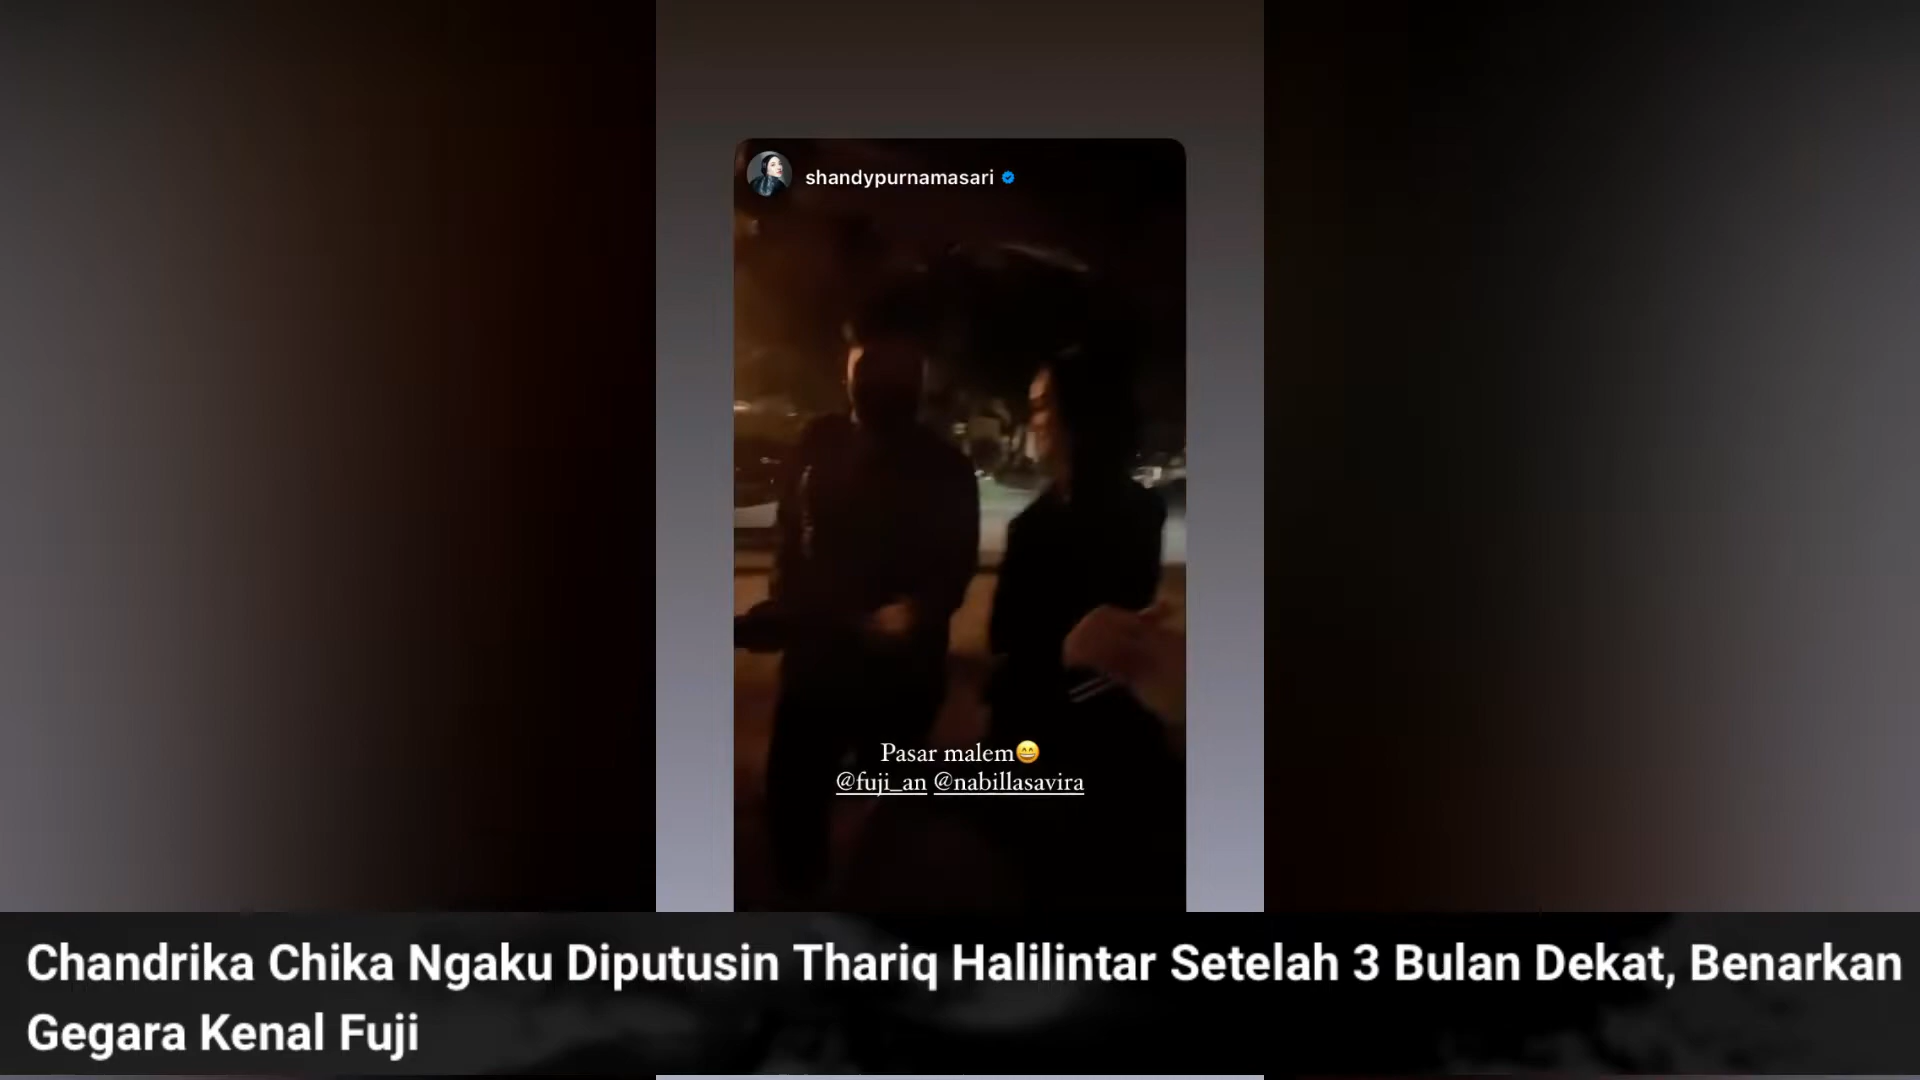 shandypurnamasari
Pasar malem😄
@fuji_an @nabillasavira
Chandrika Chika Ngaku Diputusin Thariq Halilintar Setelah 3 Bulan Dekat, Benarkan
Gegara Kenal Fuji